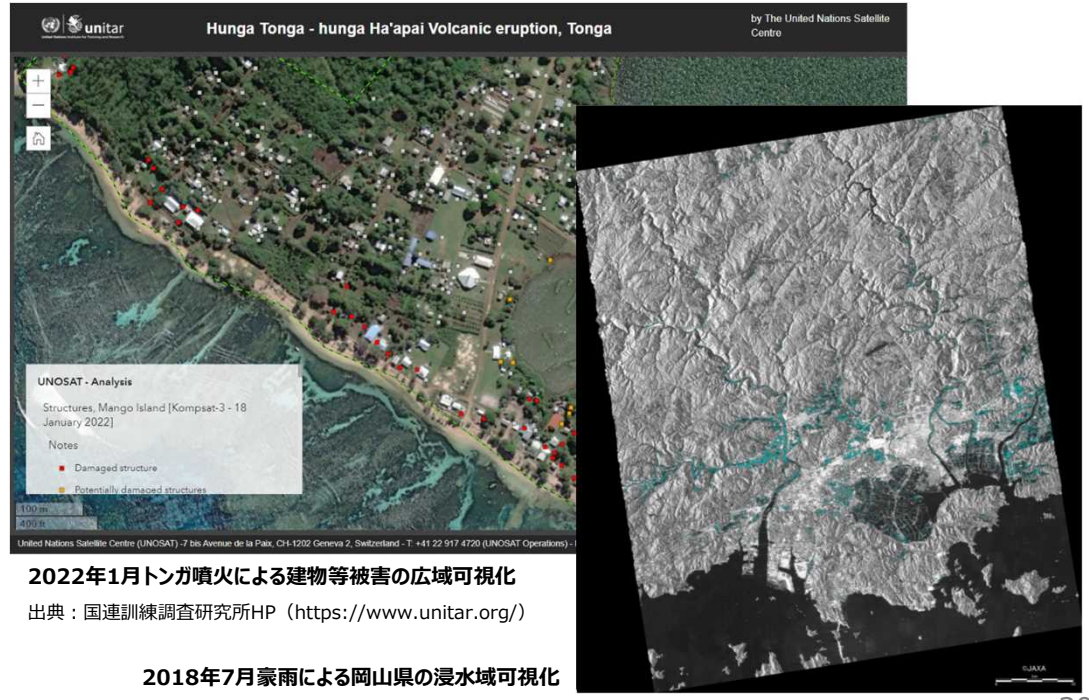 unitar
Hunga Tonga - hunga Ha'apai Volcanic eruption, Tonga
by The United Nations Satellite
Centre
+
−
UNOSAT - Analysis
Structures, Mango Island [Kompsat-3 - 18
January 2022]
Notes
Damaged structure
Potentially damaged structures
100 m
400 ft
United Nations Satellite Centre (UNOSAT) -7 bis Avenue de la Paix, CH-1202 Geneva 2, Switzerland - T: +41 22 917 4720 (UNOSAT Operations) -
2022年1月トンガ噴火による建物等被害の広域可視化
出典：国連訓練調査研究所HP（https://www.unitar.org/）
©JAXA
2018年7月豪雨による岡山県の浸水域可視化